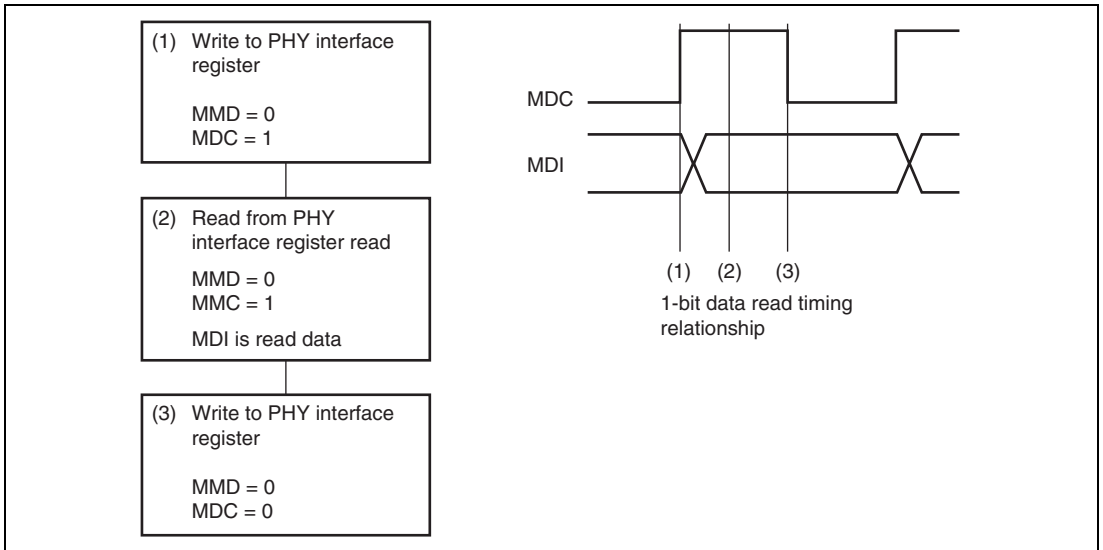 (1) Write to PHY interface
register
MMD = 0
MDC = 1
(2) Read from PHY
interface register read
MMD = 0
MMC = 1
MDI is read data
(3) Write to PHY interface
register
MMD = 0
MDC = 0
MDC
MDI
(1) (2) (3)
1-bit data read timing
relationship